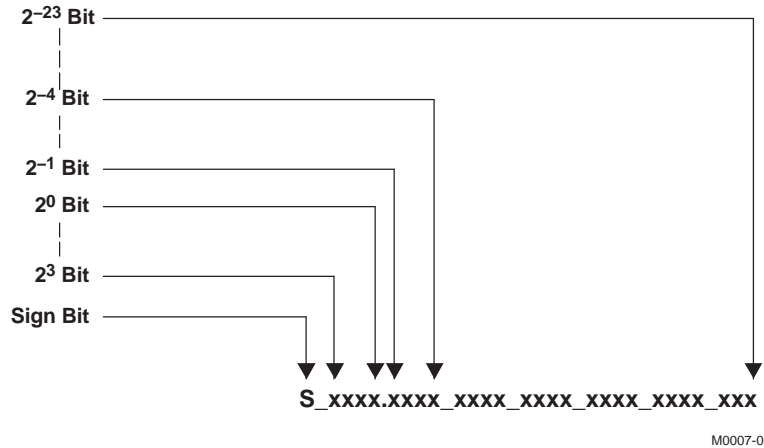 2–23 Bit
2–4 Bit
2–1 Bit
20 Bit
23 Bit
Sign Bit
S_xxxx.xxxx_xxxx_xxxx_xxxx_xxxx_xxx
M0007-0